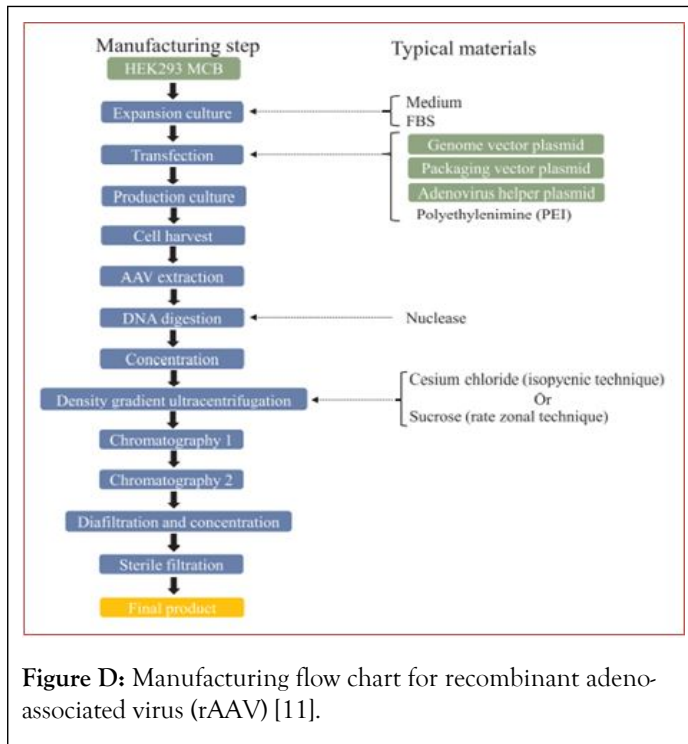 Manufacturing step
Typical materials
HEK293 MCB
Expansion culture
Medium
FBS
Transfection
Genome vector plasmid
Packaging vector plasmid
Adenovirus helper plasmid
Polyethylenimine (PEI)
Production culture
Cell harvest
AAV extraction
DNA digestion
Nuclease
Concentration
Density gradient ultracentrifugation
Cesium chloride (isopyenic technique)
Or
Sucrose (rate zonal technique)
Chromatography 1
Chromatography 2
Diafiltration and concentration
Sterile filtration
Final product
Figure D: Manufacturing flow chart for recombinant adeno-
associated virus (rAAV) [11].